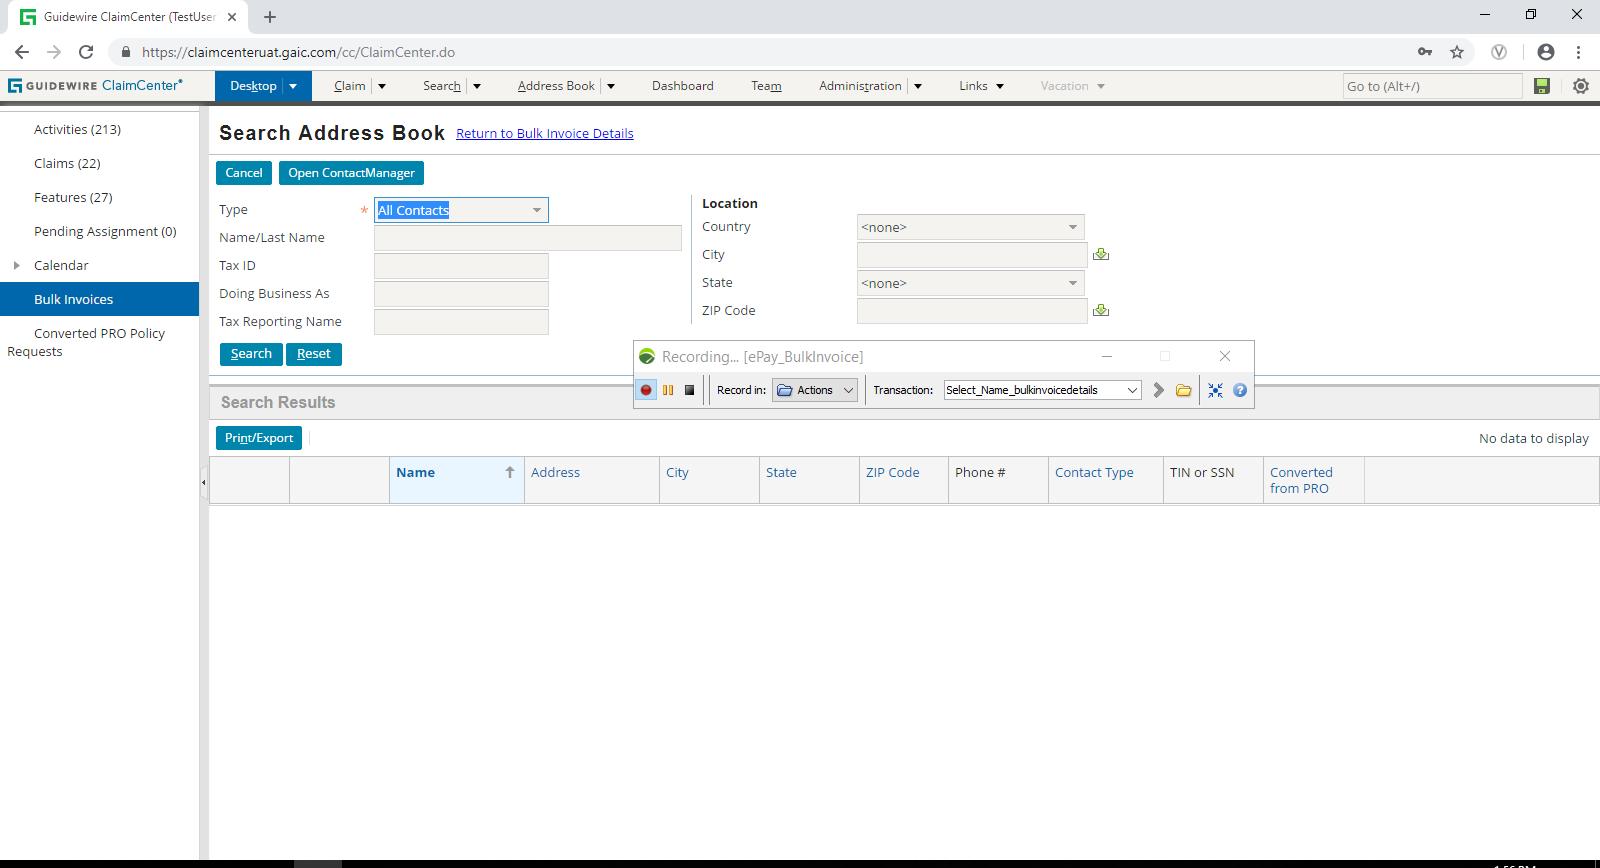 Guidewire ClaimCenter (TestUser
https://claimcenteruat.gaic.com/cc/ClaimCenter.do
GUIDEWIRE ClaimCenter®
Desktop
Claim
Search
Address Book
Dashboard
Team
Administration
Links
Vacation
Go to (Alt+/)
Activities (213)
Claims (22)
Features (27)
Pending Assignment (0)
Calendar
Bulk Invoices
Converted PRO Policy
Requests
Search Address Book Return to Bulk Invoice Details
Cancel Open ContactManager
Type * All Contacts
Name/Last Name
Tax ID
Doing Business As
Tax Reporting Name
Location
Country <none>
City
State <none>
ZIP Code
Search Reset
Recording... [ePay_BulkInvoice]
Record in: Actions Transaction: Select_Name_bulkinvoicedetails
Search Results
Print/Export No data to display
Name Address City State ZIP Code Phone # Contact Type TIN or SSN Converted
from PRO